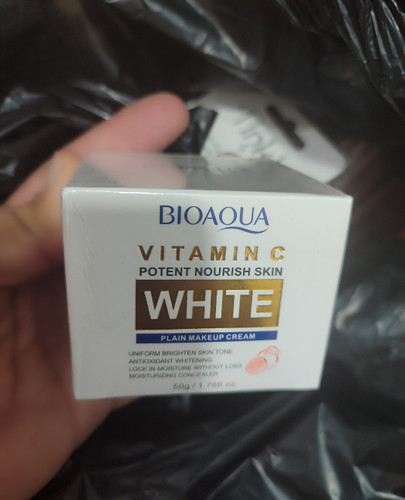 BIOAQUA
VITAMIN C
POTENT NOURISH SKIN
WHITE
PLAIN MAKEUP CREAM
UNIFORM BRIGHTEN SKIN TONE
ANTIOXIDANT WHITENING
LOCK IN MOISTURE WITHOUT LOSS
MOISTURIZING CONCEALER
50g / 1.766 oz